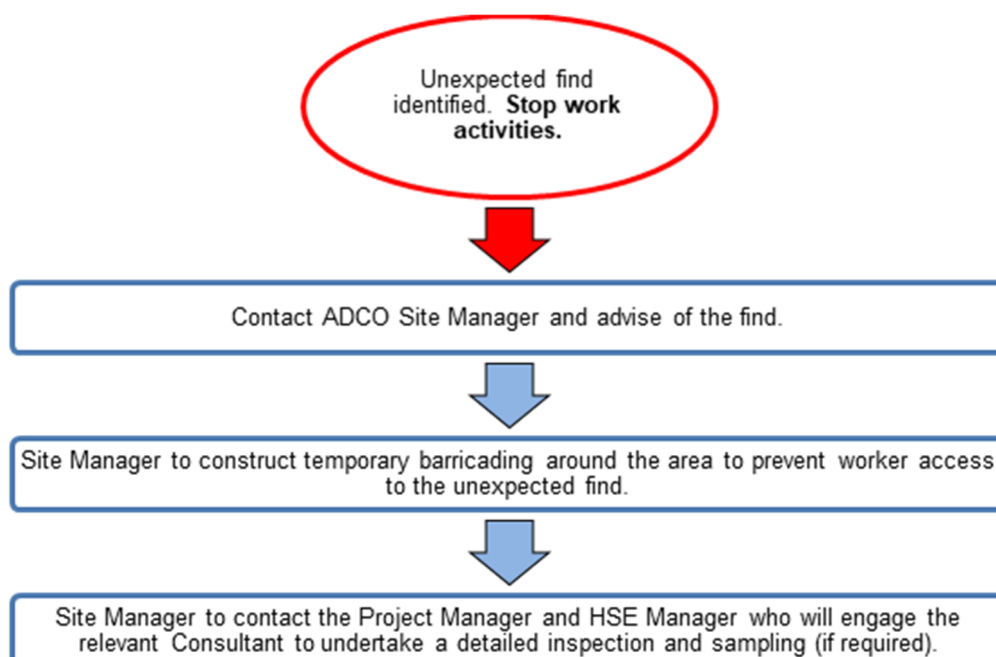 Unexpected find
identified. Stop work
activities.
Contact ADCO Site Manager and advise of the find.
Site Manager to construct temporary barricading around the area to prevent worker access
to the unexpected find.
Site Manager to contact the Project Manager and HSE Manager who will engage the
relevant Consultant to undertake a detailed inspection and sampling (if required).